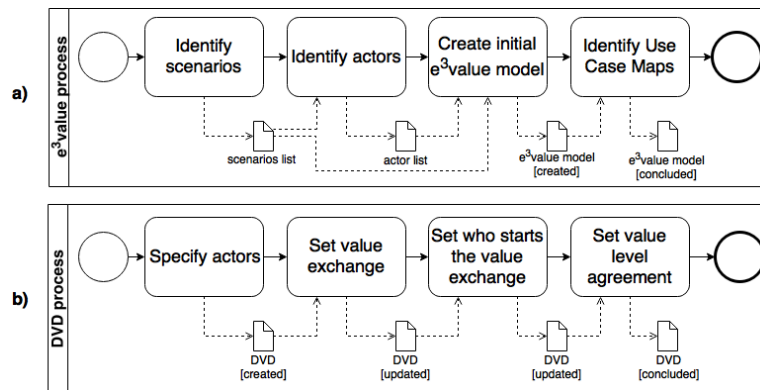 a)
e³value process
Identify
scenarios
Identify actors
Create initial
e³value model
Identify Use
Case Maps
scenarios list
actor list
e³value model
[created]
e³value model
[concluded]
b)
DVD process
Specify actors
Set value
exchange
Set who starts
the value
exchange
Set value
level
agreement
DVD
[created]
DVD
[updated]
DVD
[updated]
DVD
[concluded]